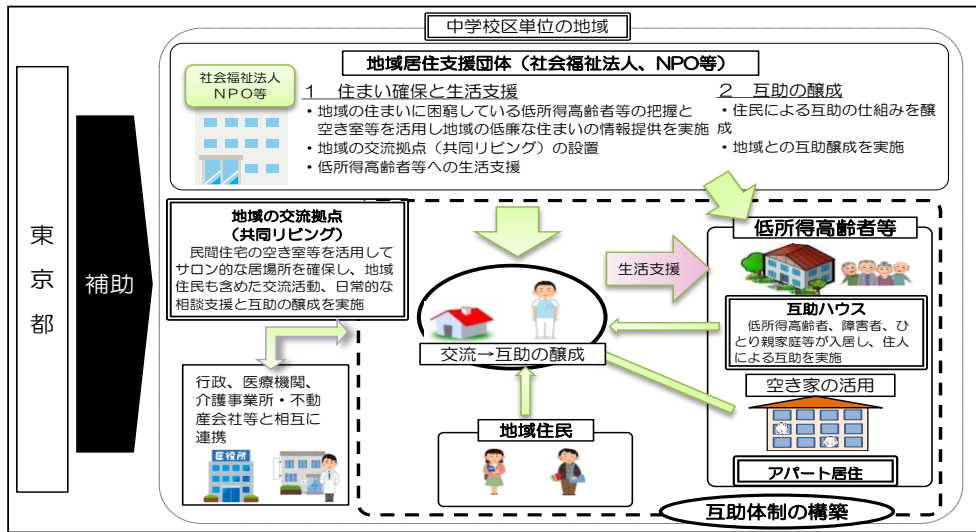 中学校区単位の地域
東京都
補助
地域居住支援団体（社会福祉法人、NPO等）
社会福祉法人
NPO等
1　住まい確保と生活支援
・地域の住まいに困窮している低所得高齢者等の把握と
空き室等を活用し地域の低廉な住まいの情報提供を実施
・地域の交流拠点（共同リビング）の設置
・低所得高齢者等への生活支援
2　互助の醸成
・住民による互助の仕組みを醸
成
・地域との互助醸成を実施
地域の交流拠点
（共同リビング）
民間住宅の空き室等を活用して
サロン的な居場所を確保し、地域
住民も含めた交流活動、日常的な
相談支援と互助の醸成を実施
行政、医療機関、
介護事業所・不動
産会社等と相互に
連携
区役所
交流→互助の醸成
生活支援
地域住民
低所得高齢者等
互助ハウス
低所得高齢者、障害者、ひ
とり親家庭等が入居し、住人
による互助を実施
空き家の活用
アパート居住
互助体制の構築